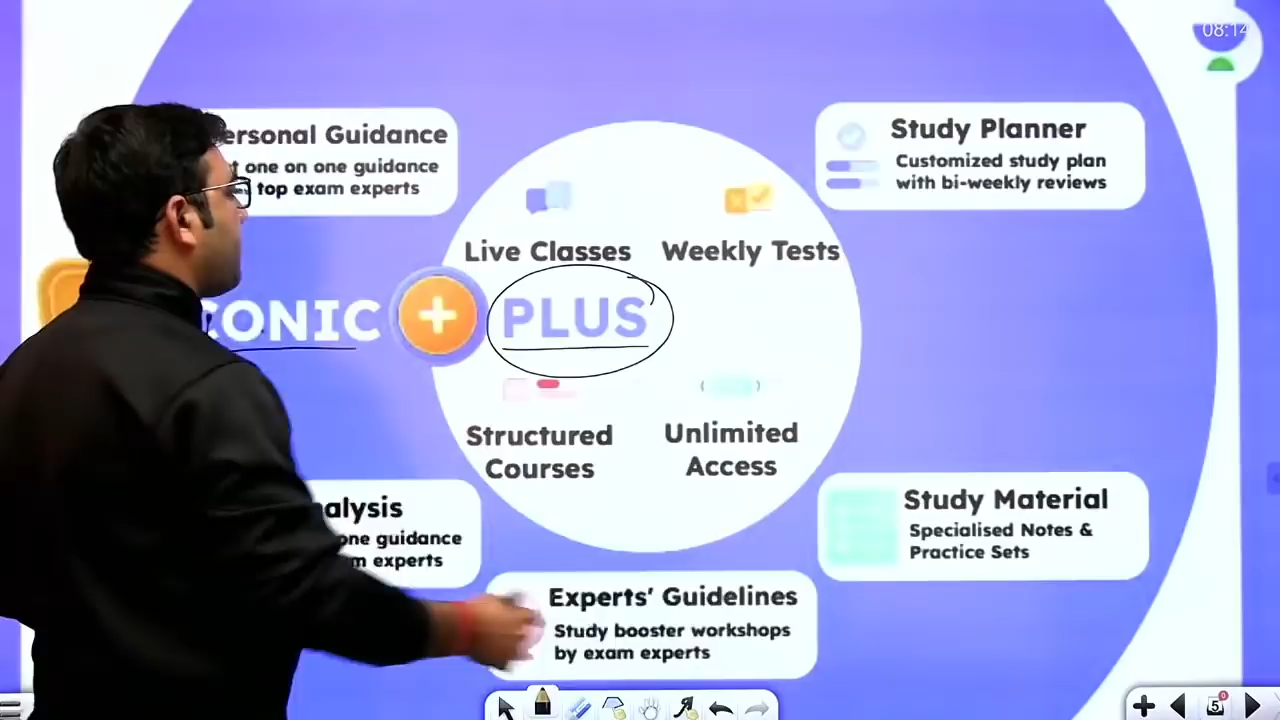 08:14
ersonal Guidance
one on one guidance
top exam experts
Study Planner
Customized study plan
with bi-weekly reviews
Live Classes
Weekly Tests
CONIC
+
PLUS
Structured
Courses
Unlimited
Access
alysis
one guidance
m experts
Study Material
Specialised Notes &
Practice Sets
Experts' Guidelines
Study booster workshops
by exam experts
5
0